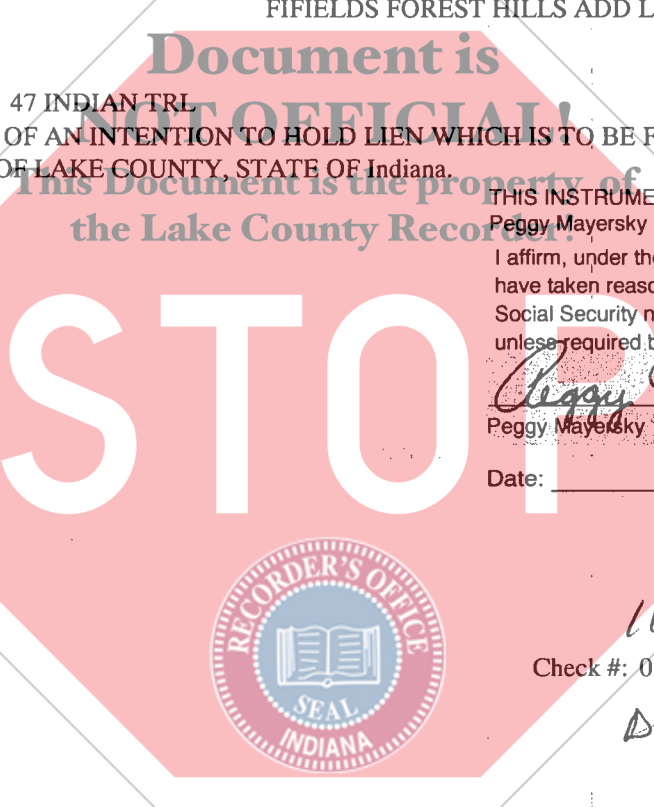 FIFIELDS FOREST HILLS ADD L
Document is
47 INDIAN TRL
NOT OFFICIAL!
OF AN INTENTION TO HOLD LIEN WHICH IS TO BE F
OF LAKE COUNTY, STATE OF Indiana.
This Document is the property of
the Lake County Recorder!
THIS INSTRUME
Peggy Mayersky
I affirm, under the
have taken reaso
Social Security n
unless required b
Peggy
Peggy Mayersky
Date:
STOP
RECORDER'S OFFICE
SEAL
INDIANA
Check #: 0